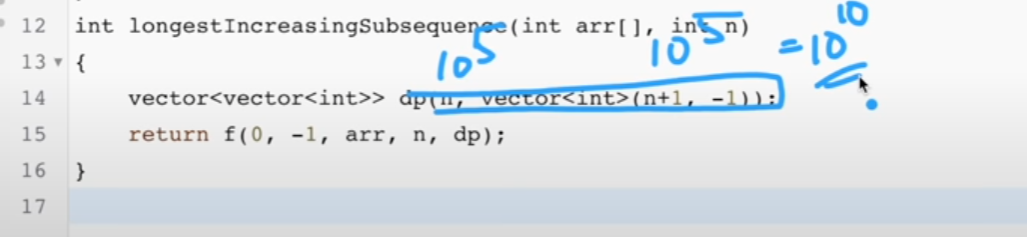 12 int longestIncreasingSubsequence(int arr[], int n)
10^5 10^5 = 10^10
13 {
14 vector<vector<int>> dp(n, vector<int>(n+1, -1));
15 return f(0, -1, arr, n, dp);
16 }
17